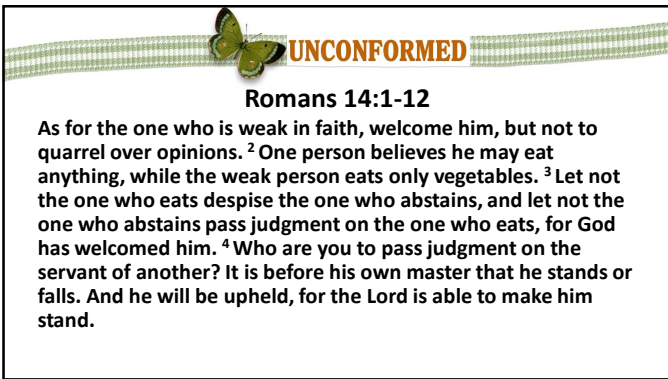 UNCONFORMED
Romans 14:1-12
As for the one who is weak in faith, welcome him, but not to
quarrel over opinions. ² One person believes he may eat
anything, while the weak person eats only vegetables. ³ Let not
the one who eats despise the one who abstains, and let not the
one who abstains pass judgment on the one who eats, for God
has welcomed him. ⁴ Who are you to pass judgment on the
servant of another? It is before his own master that he stands or
falls. And he will be upheld, for the Lord is able to make him
stand.